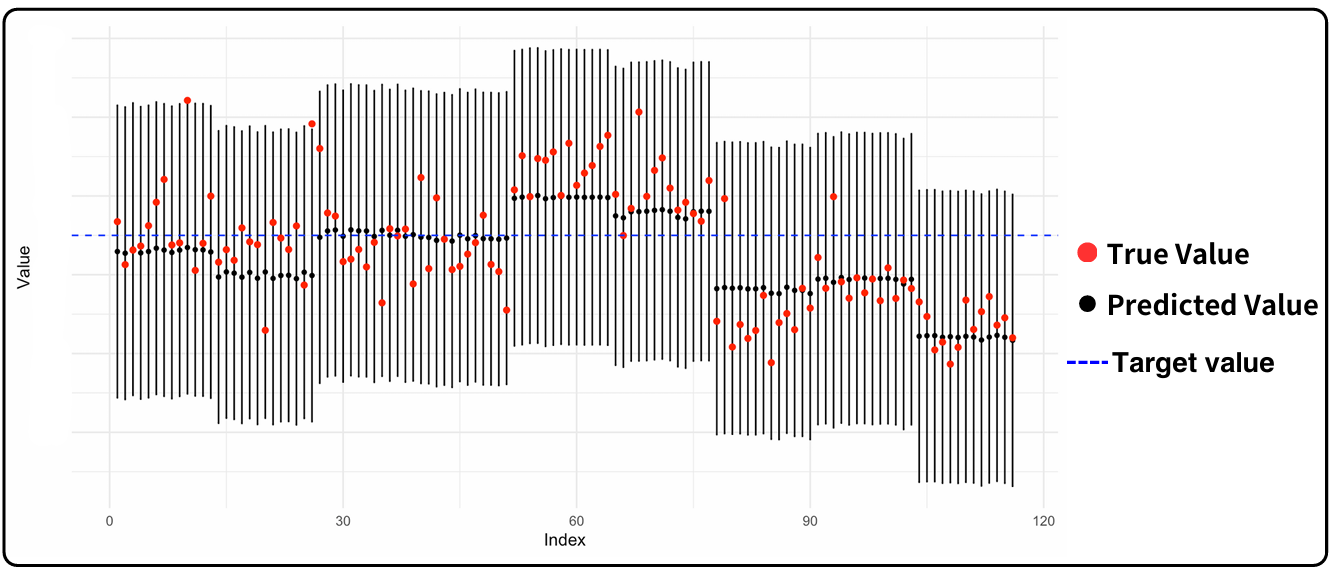 Value
0
30
60
90
120
Index
True Value
Predicted Value
Target value